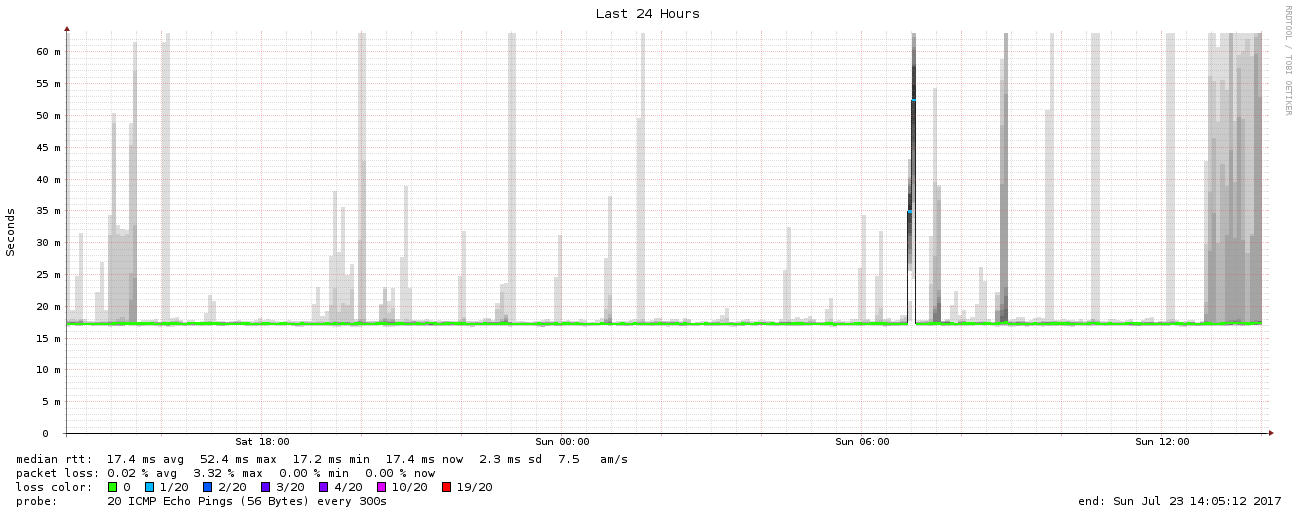 Last 24 Hours
RRDTOOL / TOBI OETIKER
Seconds
60 m
55 m
50 m
45 m
40 m
35 m
30 m
25 m
20 m
15 m
10 m
5 m
0
Sat 18:00 Sun 00:00 Sun 06:00 Sun 12:00
median rtt: 17.4 ms avg 52.4 ms max 17.2 ms min 17.4 ms now 2.3 ms sd 7.5 am/s
packet loss: 0.02 % avg 3.32 % max 0.00 % min 0.00 % now
loss color: 0 1/20 2/20 3/20 4/20 10/20 19/20
probe: 20 ICMP Echo Pings (56 Bytes) every 300s end: Sun Jul 23 14:05:12 2017